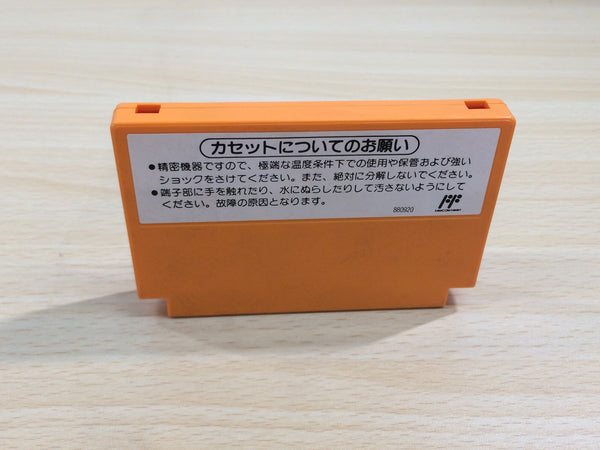 カセットについてのお願い
●精密機器ですので、極端な温度条件下での使用や保管および強い
ショックをさけてください。また、絶対に分解しないでください。
●端子部に手を触れたり、水にぬらしたりして汚さないようにして
ください。故障の原因となります。
880920